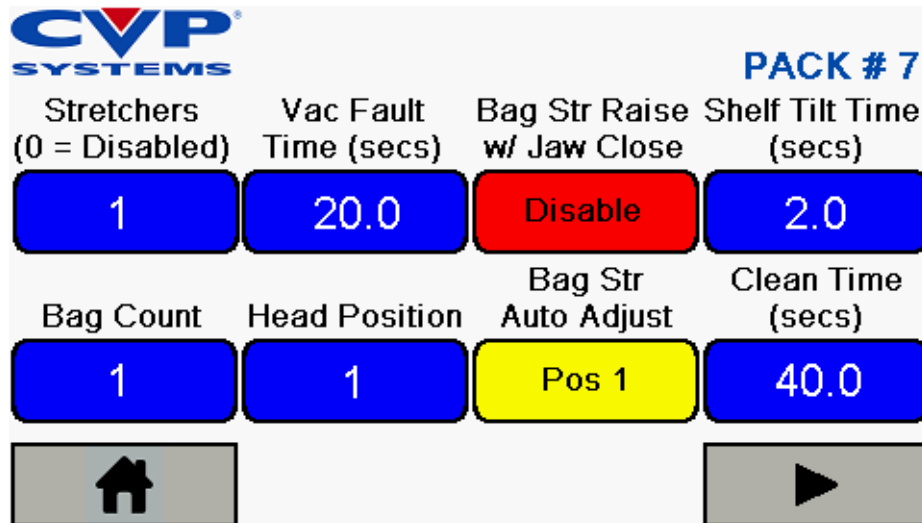 CVP
SYSTEMS
PACK # 7
Stretchers
(0 = Disabled)
1
Vac Fault
Time (secs)
20.0
Bag Str Raise
w/ Jaw Close
Disable
Shelf Tilt Time
(secs)
2.0
Bag Count
1
Head Position
1
Bag Str
Auto Adjust
Pos 1
Clean Time
(secs)
40.0